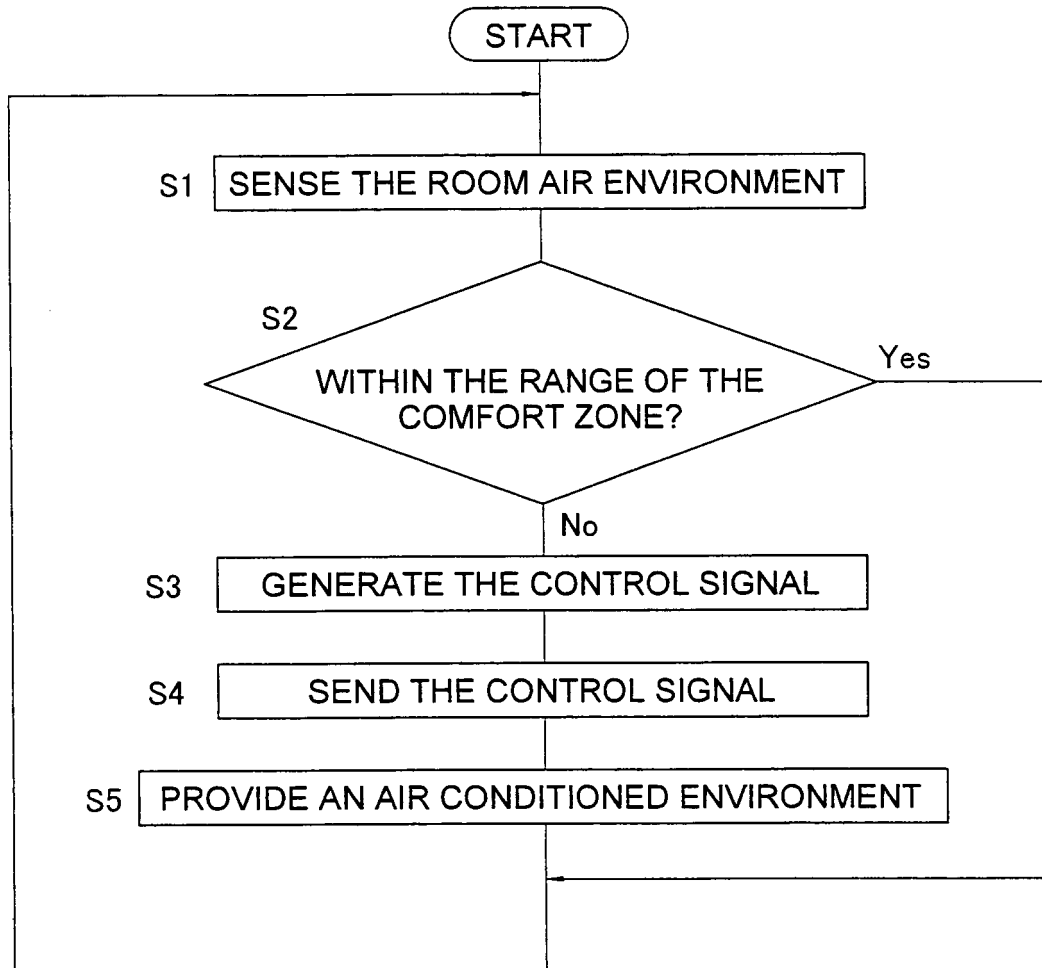 START
S1 SENSE THE ROOM AIR ENVIRONMENT
S2
Yes
WITHIN THE RANGE OF THE
COMFORT ZONE?
No
S3 GENERATE THE CONTROL SIGNAL
S4 SEND THE CONTROL SIGNAL
S5 PROVIDE AN AIR CONDITIONED ENVIRONMENT